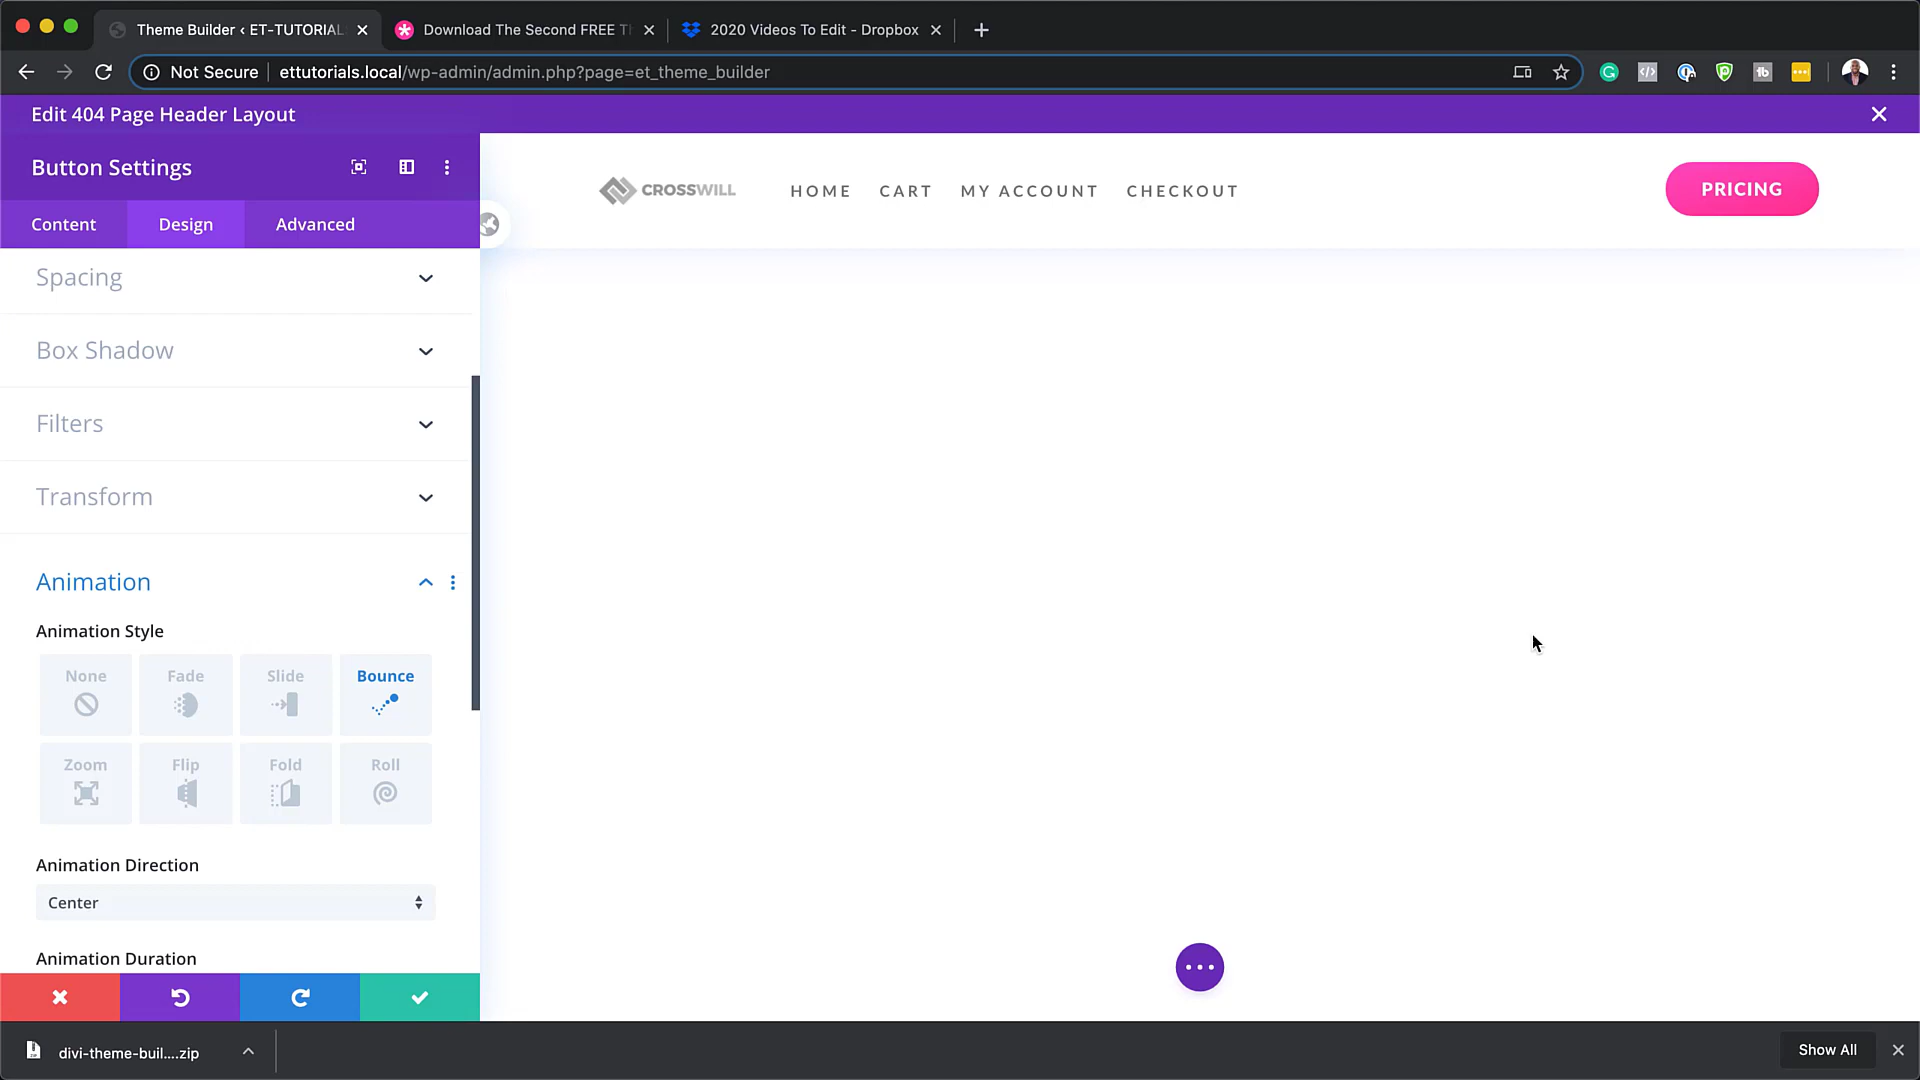 Theme Builder ‹ ET-TUTORIAL
Download The Second FREE T
2020 Videos To Edit - Dropbox
Not Secure
ettutorials.local/wp-admin/admin.php?page=et_theme_builder
Edit 404 Page Header Layout
Button Settings
Content
Design
Advanced
CROSSWILL
HOME
CART
MY ACCOUNT
CHECKOUT
PRICING
Spacing
Box Shadow
Filters
Transform
Animation
Animation Style
None
Fade
Slide
Bounce
Zoom
Flip
Fold
Roll
Animation Direction
Center
Animation Duration
divi-theme-buil....zip
Show All